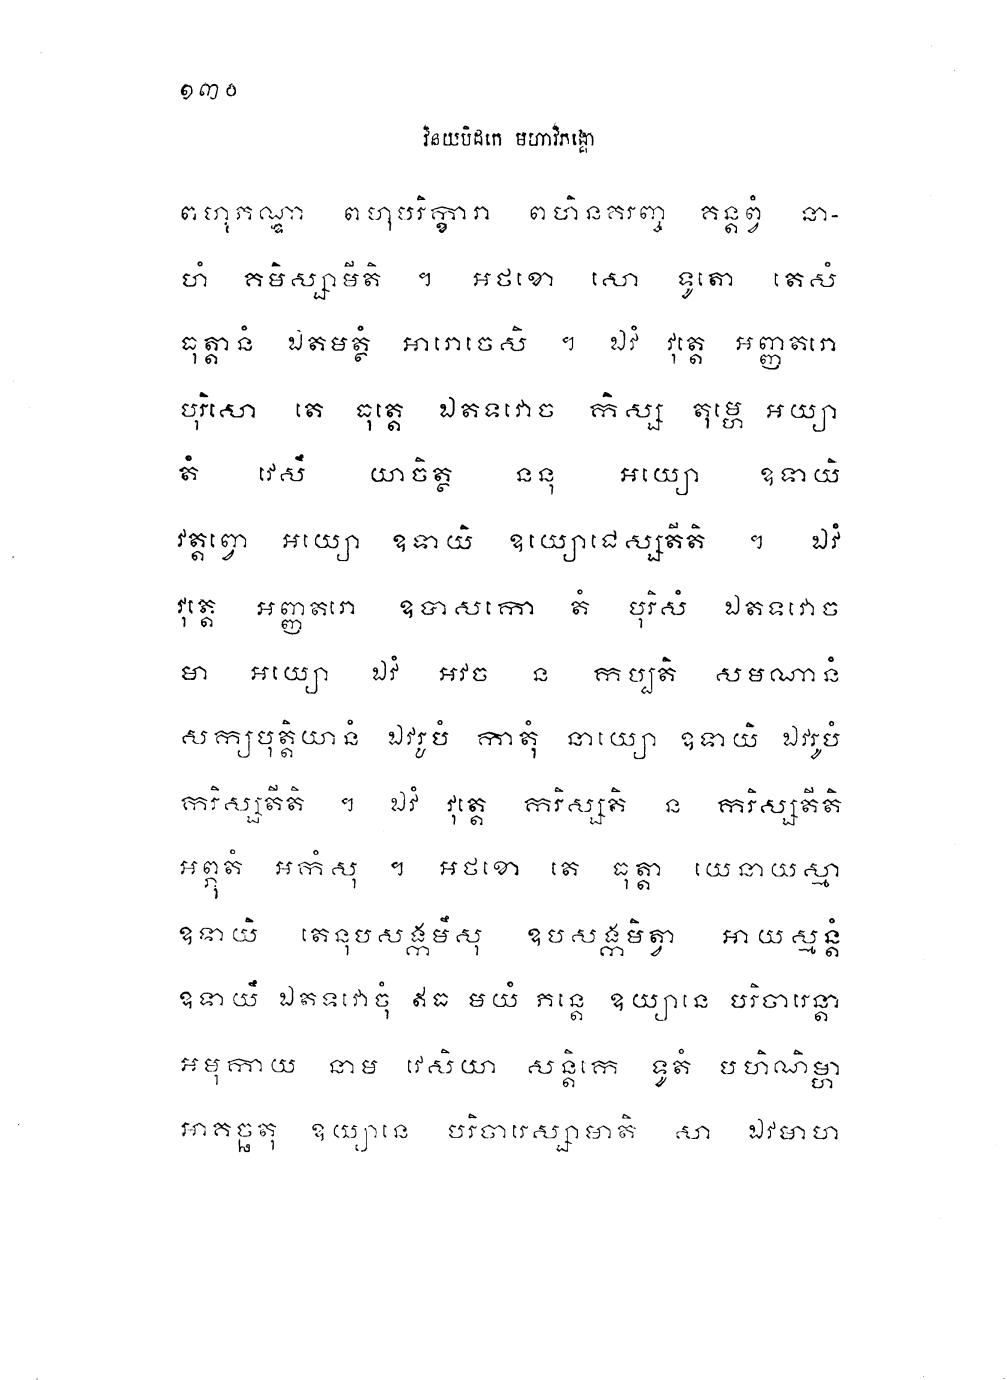 ១៣០
វិនយបិដកេ មហាវិភង្គោ
ពហុភណ្ឌា ពហុបរិក្ខារា ពហិនគរញ្ច គន្តព្វំ នា-
ហំ គមិស្សាមីតិ ។ អថខោ សោ ទូតោ តេសំ
ធុត្តានំ ឯតមត្ថំ អារោចេសិ ។ ឯវំ វុត្តេ អញ្ញតរោ
បុរិសោ តេ ធុត្តេ ឯតទវោច កិស្ស តុម្ហេ អយ្យា
តំ វេសឹ យាចិត្ថ ននុ អយ្យោ ឧទាយិ
វត្តព្វោ អយ្យោ ឧទាយិ ឧយ្យោជេស្សតីតិ ។ ឯវំ
វុត្តេ អញ្ញតរោ ឧបាសកោ តំ បុរិសំ ឯតទវោច
មា អយ្យោ ឯវំ អវច ន កប្បតិ សមណានំ
សក្យបុត្តិយានំ ឯវរូបំ កាតុំ នាយ្យោ ឧទាយិ ឯវរូបំ
ករិស្សតីតិ ។ ឯវំ វុត្តេ ករិស្សតិ ន ករិស្សតីតិ
អព្ភុតំ អកំសុ ។ អថខោ តេ ធុត្តា យេនាយស្មា
ឧទាយិ តេនុបសង្កមឹសុ ឧបសង្កមិត្វា អាយស្មន្តំ
ឧទាយឹ ឯតទវោចុំ ឥធ មយំ ភន្តេ ឧយ្យានេ បរិចារេន្តា
អមុកាយ នាម វេសិយា សន្តិកេ ទូតំ បហិណិម្ហា
អាគច្ឆតុ ឧយ្យានេ បរិចារេស្សាមាតិ សា ឯវមាហ